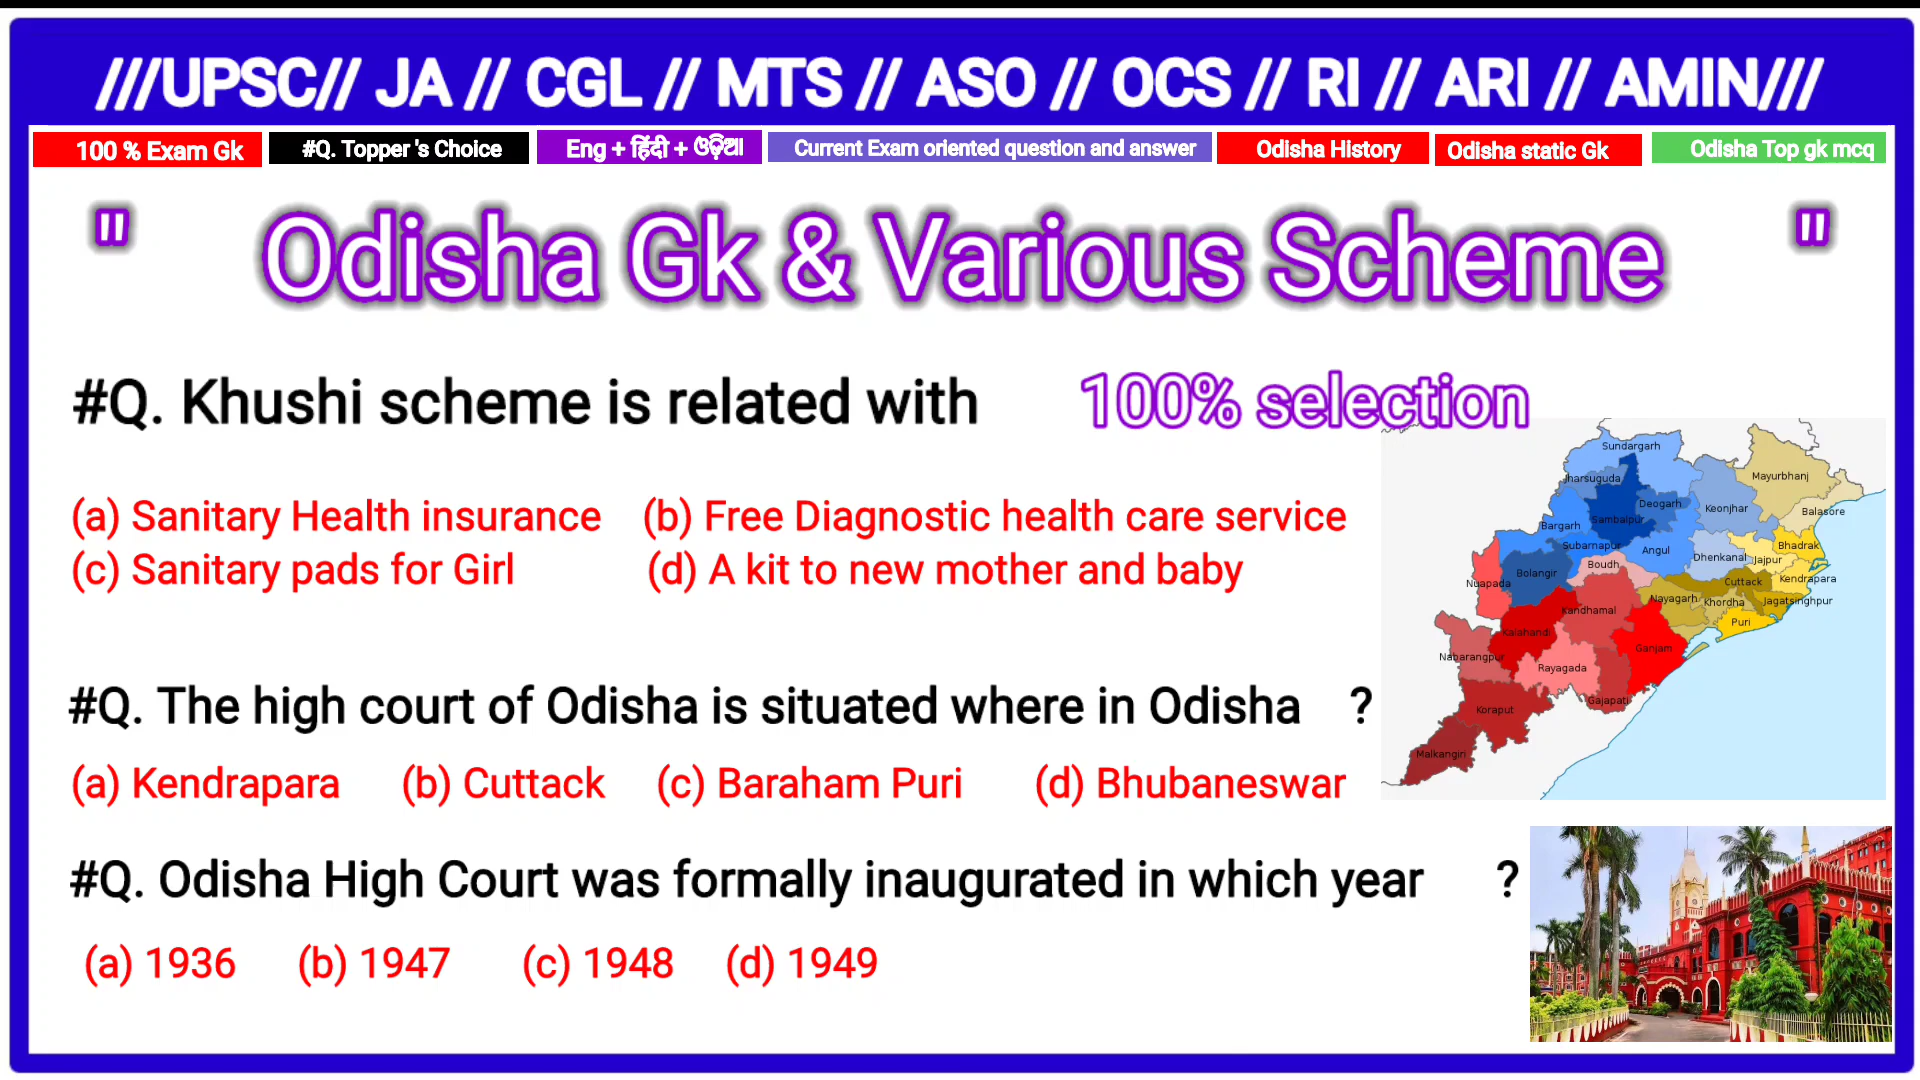 ///UPSC// JA // CGL // MTS // ASO // OCS // RI // ARI // AMIN///
100 % Exam Gk #Q. Topper 's Choice Eng + हिंदी + ଓଡ଼ିଆ Current Exam oriented question and answer Odisha History Odisha static Gk Odisha Top gk mcq
" Odisha Gk & Various Scheme "
#Q. Khushi scheme is related with 100% selection
(a) Sanitary Health insurance (b) Free Diagnostic health care service
(c) Sanitary pads for Girl (d) A kit to new mother and baby
#Q. The high court of Odisha is situated where in Odisha ?
(a) Kendrapara (b) Cuttack (c) Baraham Puri (d) Bhubaneswar
#Q. Odisha High Court was formally inaugurated in which year ?
(a) 1936 (b) 1947 (c) 1948 (d) 1949
Sundargarh
Jharsuguda
Mayurbhanj
Deogarh
Keonjhar
Balasore
Sambalpur
Bargarh
Subarnapur
Angul
Bhadrak
Dhenkanal
Jajpur
Boudh
Bolangir
Nuapada
Cuttack
Kendrapara
Nayagarh
Khordha
Jagatsinghpur
Kandhamal
Puri
Kalahandi
Ganjam
Nabarangpur
Rayagada
Gajapati
Koraput
Malkangiri